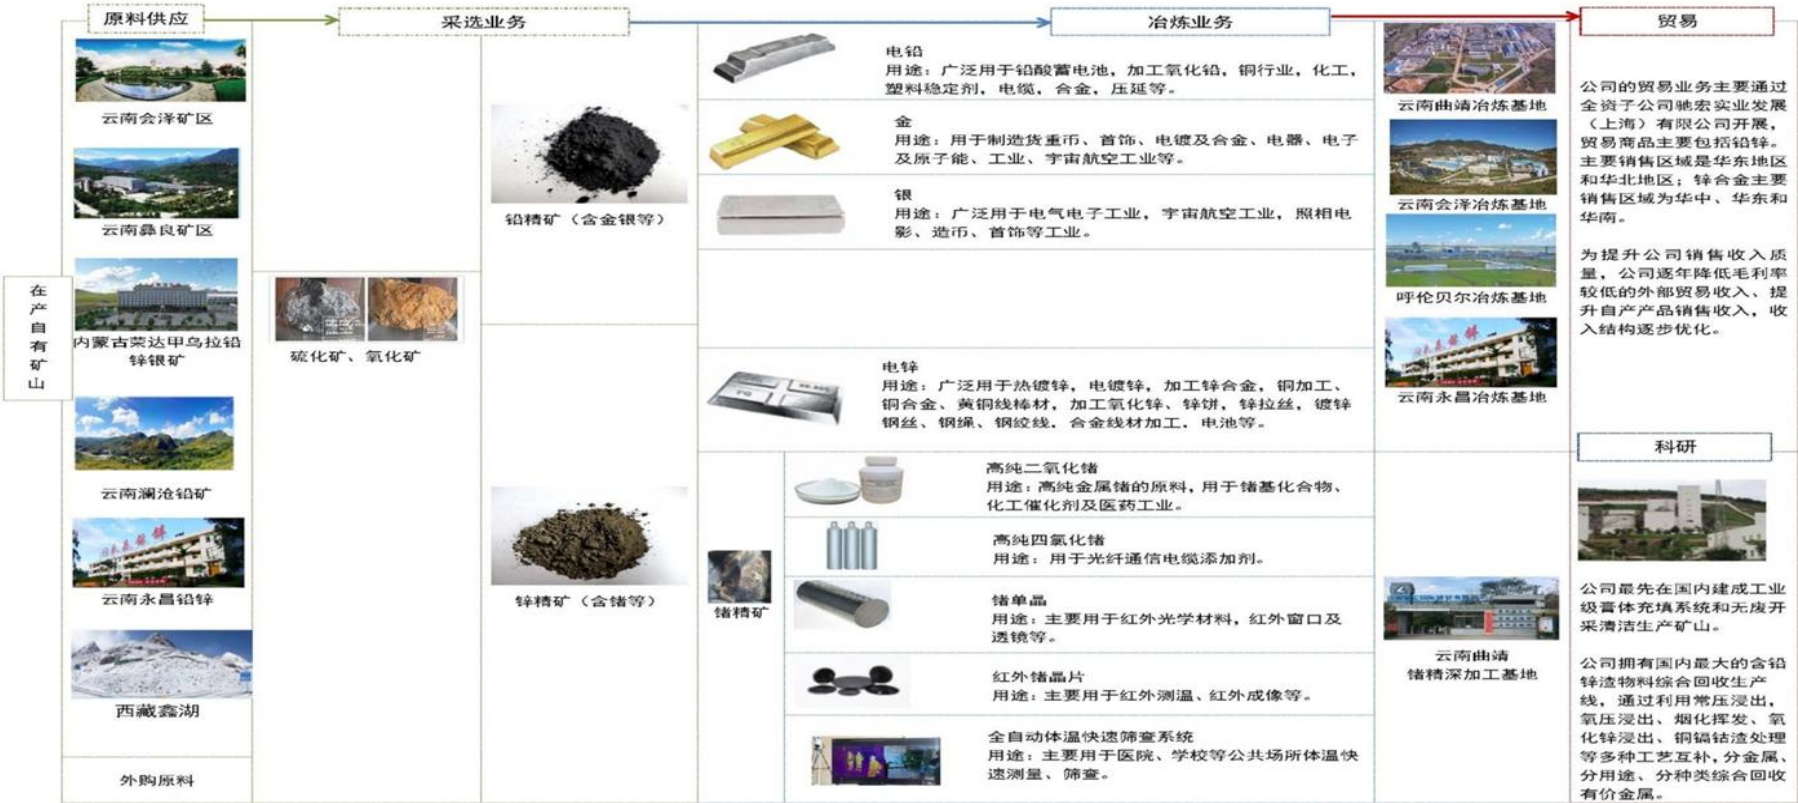 原料供应
采选业务
冶炼业务
贸易
在
产
自
有
矿
山
云南会泽矿区
云南彝良矿区
内蒙古荣达甲乌拉铅
锌银矿
云南澜沧铅矿
云南永昌铅锌
西藏鑫湖
外购原料
硫化矿、氧化矿
铅精矿（含金银等）
锌精矿（含锗等）
电铅
用途：广泛用于铅酸蓄电池，加工氧化铅，铜行业，化工，
塑料稳定剂，电缆，合金，压延等。
金
用途：用于制造货重币、首饰、电镀及合金、电器、电子
及原子能、工业、宇宙航空工业等。
银
用途：广泛用于电气电子工业，宇宙航空工业，照相电
影、造币、首饰等工业。
电锌
用途：广泛用于热镀锌，电镀锌，加工锌合金，铜加工、
铜合金、黄铜线棒材，加工氧化锌、锌饼，锌拉丝，镀锌
钢丝、钢绳、钢绞线，合金线材加工，电池等。
锗精矿
高纯二氧化锗
用途：高纯金属锗的原料，用于锗基化合物、
化工催化剂及医药工业。
高纯四氯化锗
用途：用于光纤通信电缆添加剂。
锗单晶
用途：主要用于红外光学材料，红外窗口及
透镜等。
红外锗晶片
用途：主要用于红外测温、红外成像等。
全自动体温快速筛查系统
用途：主要用于医院、学校等公共场所体温快
速测量、筛查。
云南曲靖冶炼基地
云南会泽冶炼基地
呼伦贝尔冶炼基地
云南永昌冶炼基地
云南曲靖
锗精深加工基地
公司的贸易业务主要通过
全资子公司驰宏实业发展
（上海）有限公司开展，
贸易商品主要包括铅锌。
主要销售区域是华东地区
和华北地区；锌合金主要
销售区域为华中、华东和
华南。
为提升公司销售收入质
量，公司逐年降低毛利率
较低的外部贸易收入、提
升自产产品销售收入，收
入结构逐步优化。
科研
公司最先在国内建成工业
级膏体充填系统和无废开
采清洁生产矿山。
公司拥有国内最大的含铅
锌渣物料综合回收生产
线，通过利用常压浸出，
氧压浸出、烟化挥发、氧
化锌浸出、铜镉钴渣处理
等多种工艺互补，分金属、
分用途、分种类综合回收
有价金属。